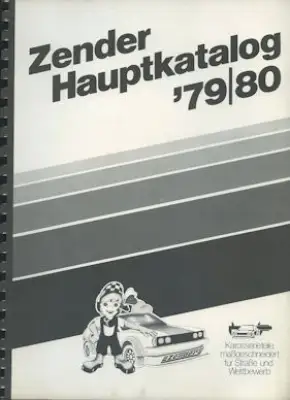 Zender
Hauptkatalog
'79|80
Karosserieteile
maßgeschneidert
für Straße und
Wettbewerb